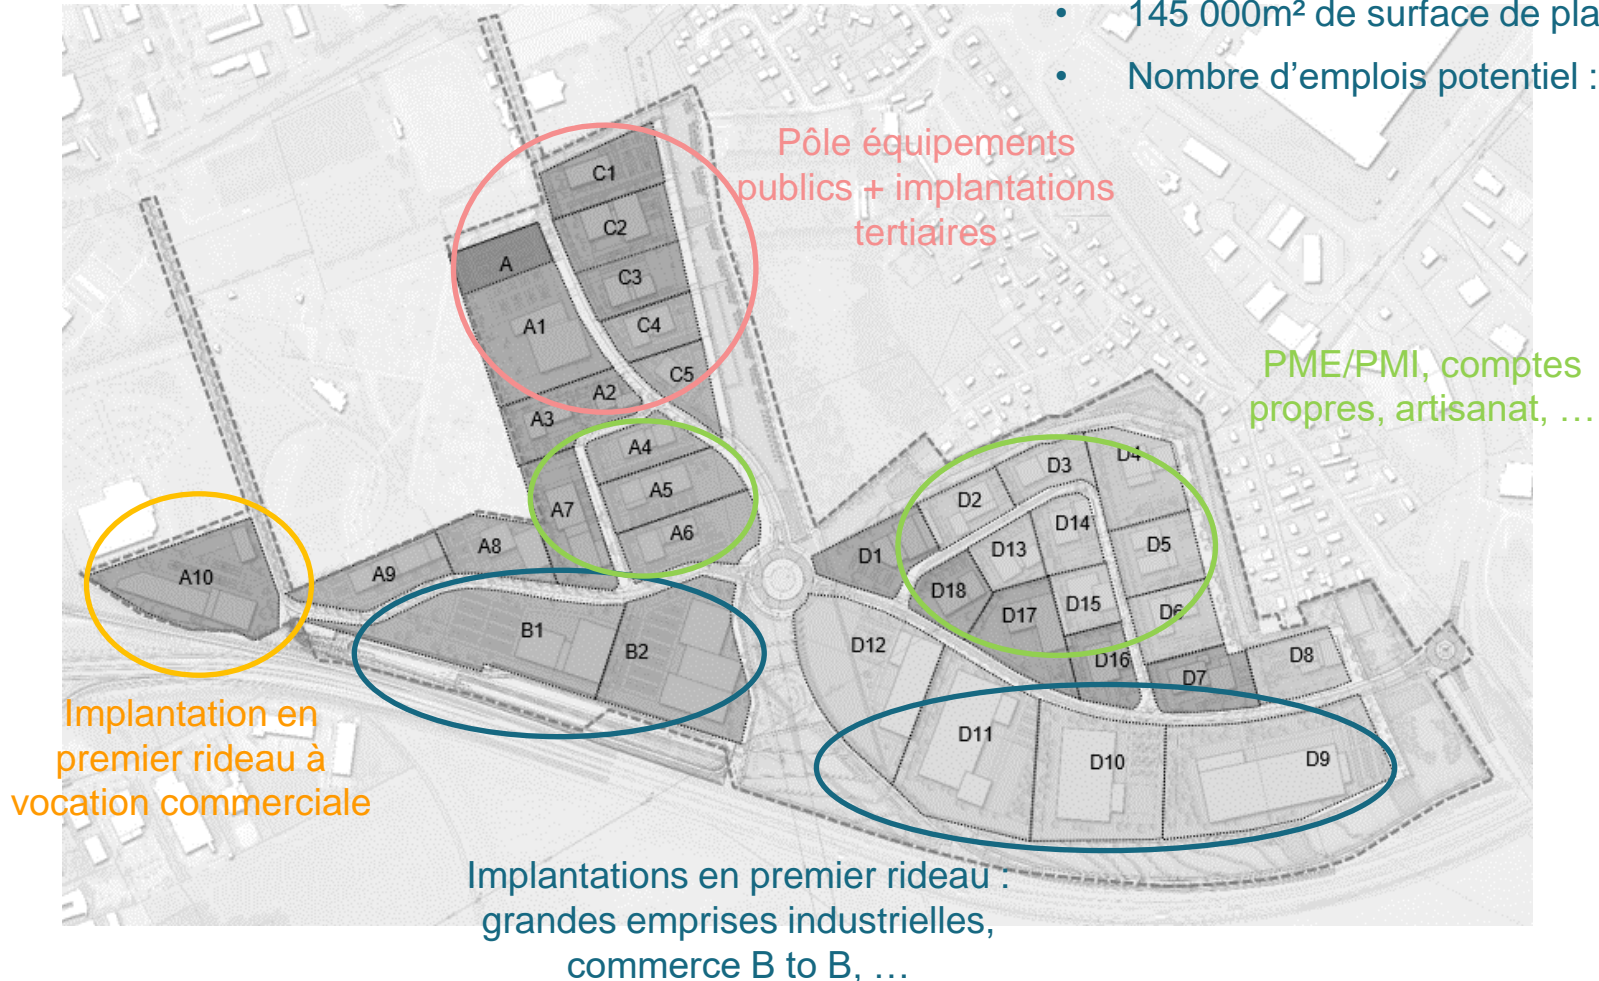 • 145 000m² de surface de pla
• Nombre d'emplois potentiel :
Pôle équipements
publics + implantations
tertiaires
C1
C2
A
C3
A1
C4
C5
A2
A3
PME/PMI, comptes
propres, artisanat, …
A4
A5
A7
A6
A8
A9
A10
D4
D3
D2
D14
D1
D13
D5
D18
D15
D17
D6
D16
D12
D7
D8
B1
B2
D11
D10
D9
Implantation en
premier rideau à
vocation commerciale
Implantations en premier rideau :
grandes emprises industrielles,
commerce B to B, …